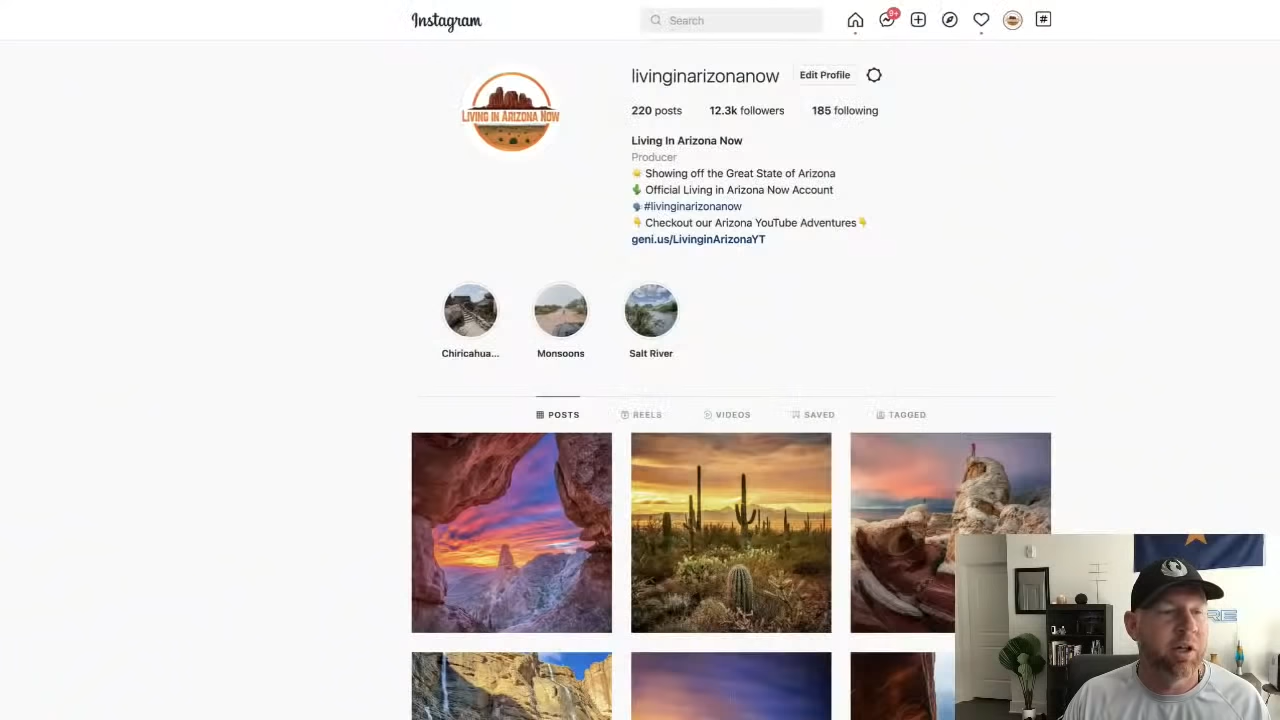 Instagram
Search
9+
#
LIVING IN ARIZONA NOW
livinginarizonanow
Edit Profile
220 posts 12.3k followers 185 following
Living In Arizona Now
Producer
☀️ Showing off the Great State of Arizona
🌵 Official Living in Arizona Now Account
🗣️#livinginarizonanow
👇 Checkout our Arizona YouTube Adventures👇
geni.us/LivinginArizonaYT
Chiricahua...
Monsoons
Salt River
POSTS
REELS
VIDEOS
SAVED
TAGGED